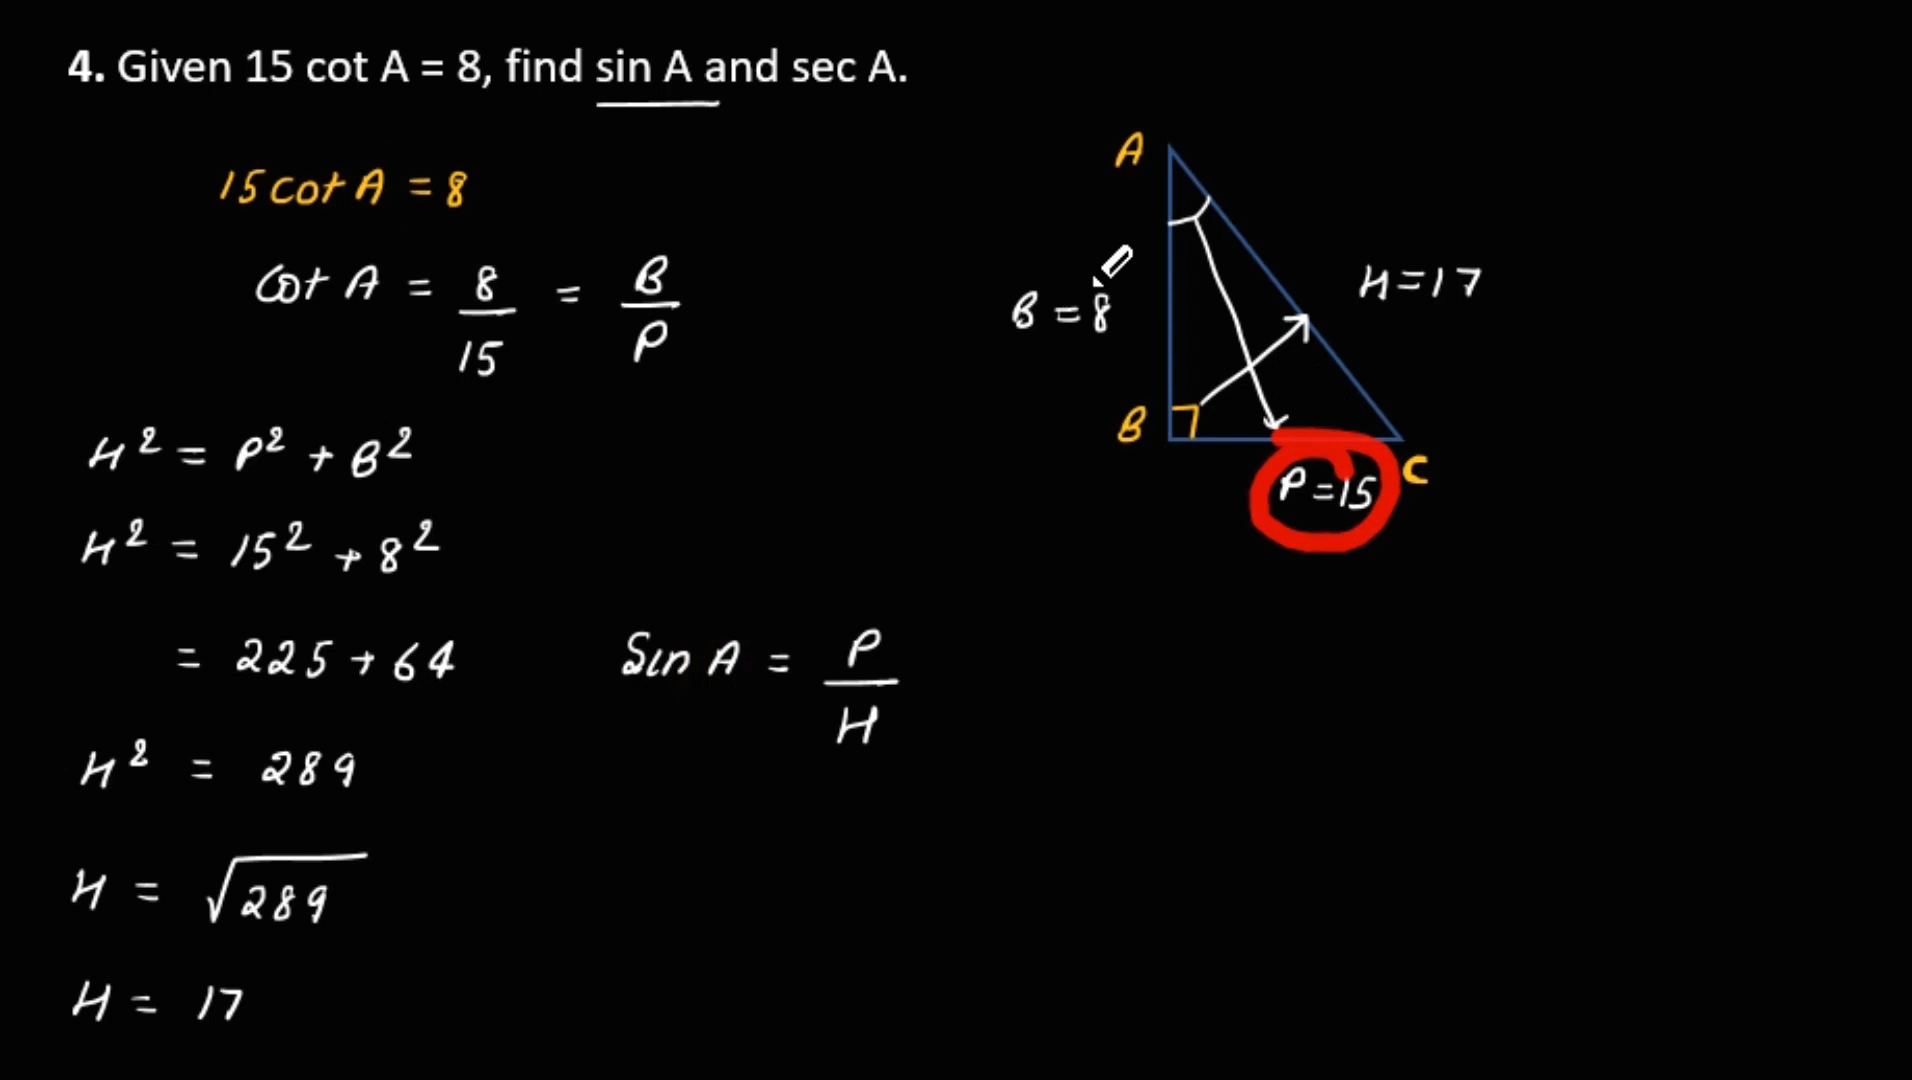 4. Given 15 cot A = 8, find sin A and sec A.
15 cot A = 8
cot A = 8/15 = B/P
H² = P² + B²
H² = 15² + 8²
= 225 + 64
H² = 289
H = √289
H = 17
Sin A = P/H
A
B = 8
H = 17
B
C
P = 15